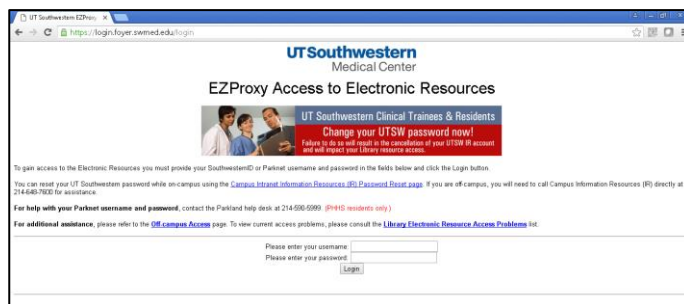 UT Southwestern EZProxy
https://login.foyer.swmed.edu/login
UTSouthwestern
Medical Center
EZProxy Access to Electronic Resources
UT Southwestern Clinical Trainees & Residents
Change your UTSW password now!
Failure to do so will result in the cancellation of your UTSW IR account
and will impact your Library resource access.
To gain access to the Electronic Resources you must provide your SouthwesternID or Parknet username and password in the fields below and click the Login button.
You can reset your UT Southwestern password while on-campus using the Campus Intranet Information Resources (IR) Password Reset page. If you are off-campus, you will need to call Campus Information Resources (IR) directly at
214-648-7600 for assistance.
For help with your Parknet username and password, contact the Parkland help desk at 214-590-5999. (PHHS residents only.)
For additional assistance, please refer to the Off-campus Access page. To view current access problems, please consult the Library Electronic Resource Access Problems list.
Please enter your username:
Please enter your password:
Login